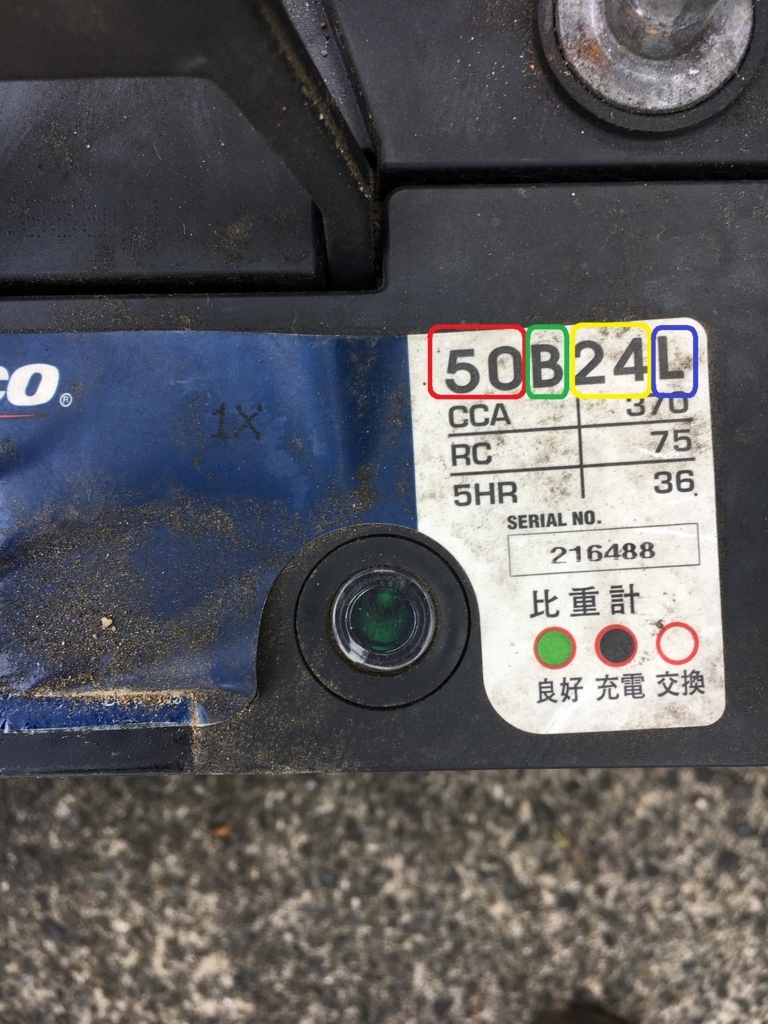 co®
1X
50B24L
CCA 370
RC 75
5HR 36
SERIAL NO.
216488
比重計
良好 充電 交換